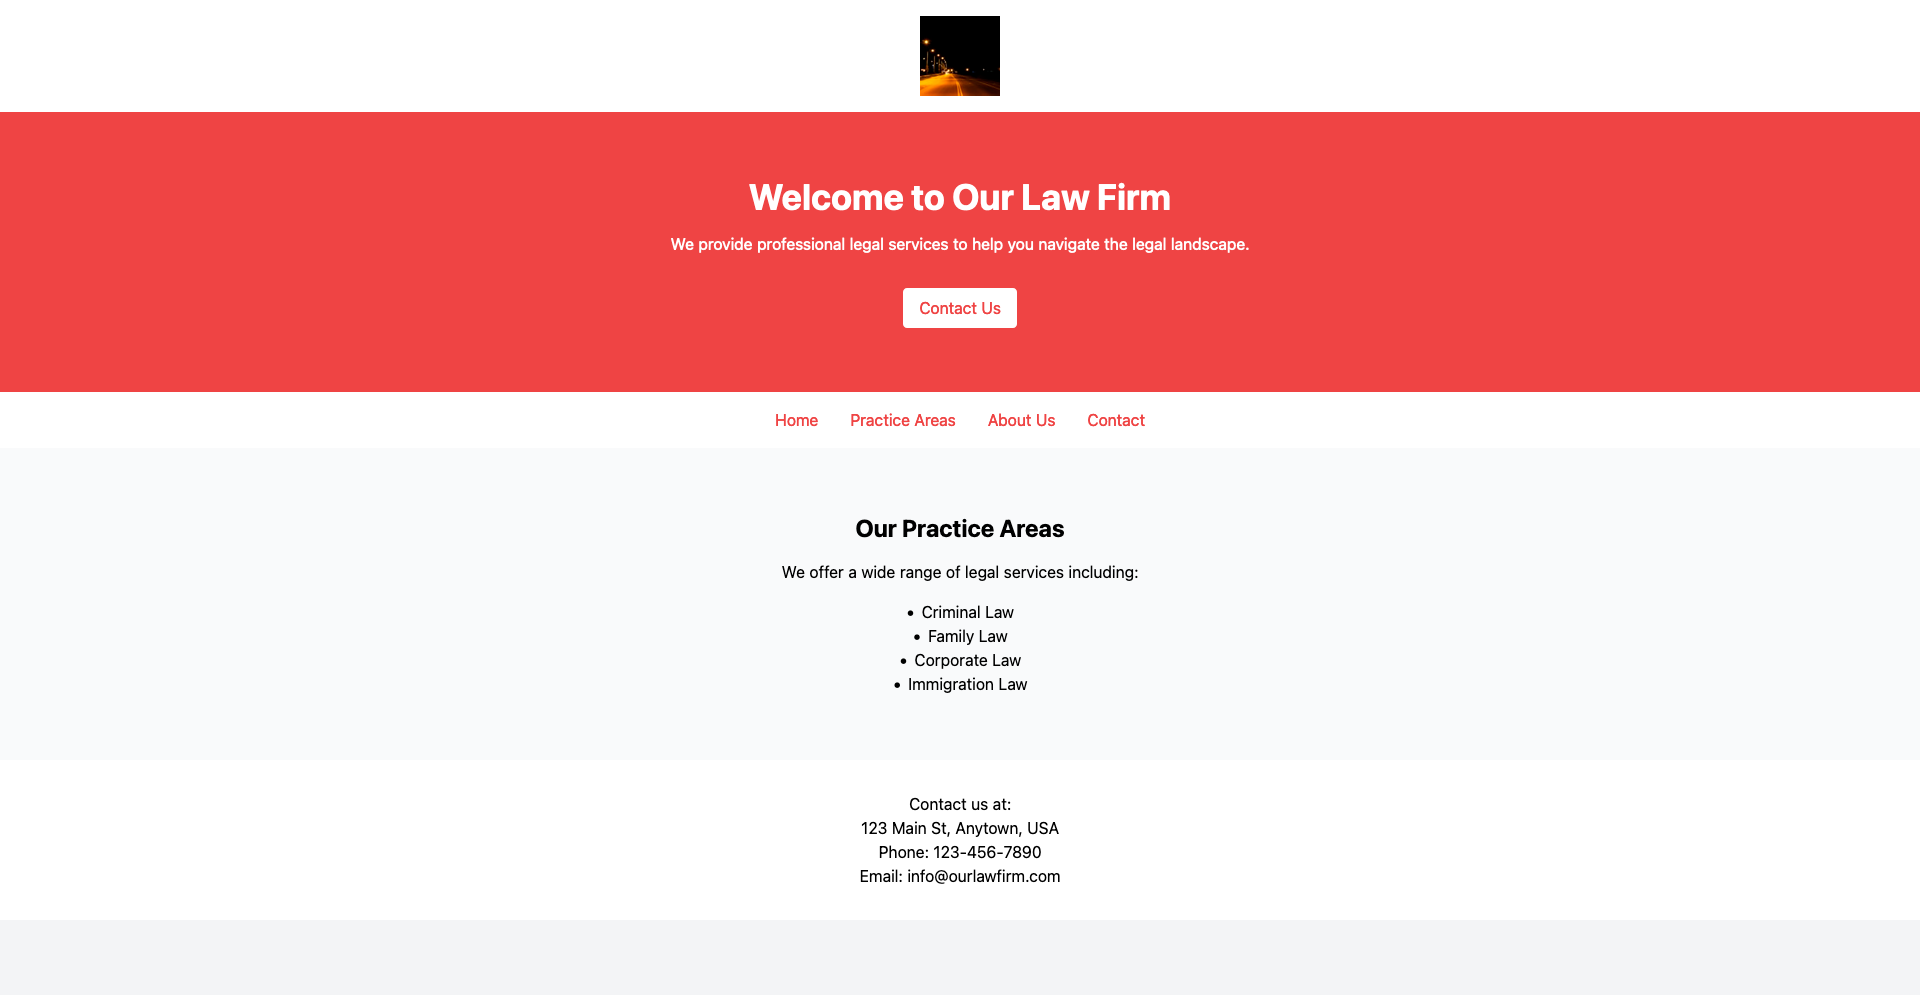 Welcome to Our Law Firm
We provide professional legal services to help you navigate the legal landscape.
Contact Us
Home Practice Areas About Us Contact
Our Practice Areas
We offer a wide range of legal services including:
• Criminal Law
• Family Law
• Corporate Law
• Immigration Law
Contact us at:
123 Main St, Anytown, USA
Phone: 123-456-7890
Email: info@ourlawfirm.com